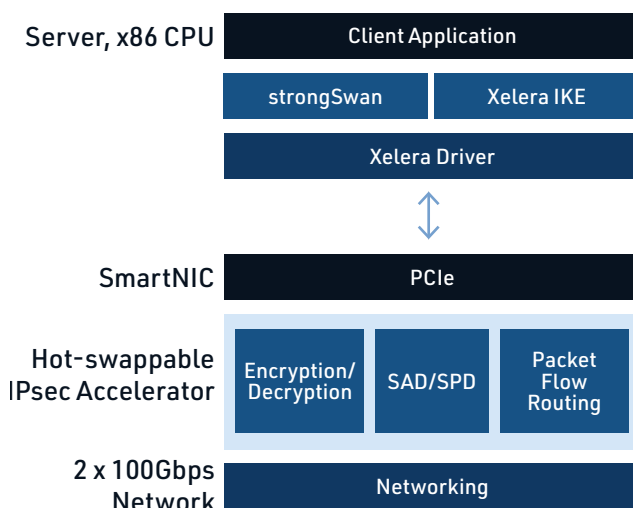 Server, x86 CPU
Client Application
strongSwan
Xelera IKE
Xelera Driver
SmartNIC
PCIe
Hot-swappable
IPsec Accelerator
Encryption/
Decryption
SAD/SPD
Packet
Flow
Routing
2 x 100Gbps
Network
Networking